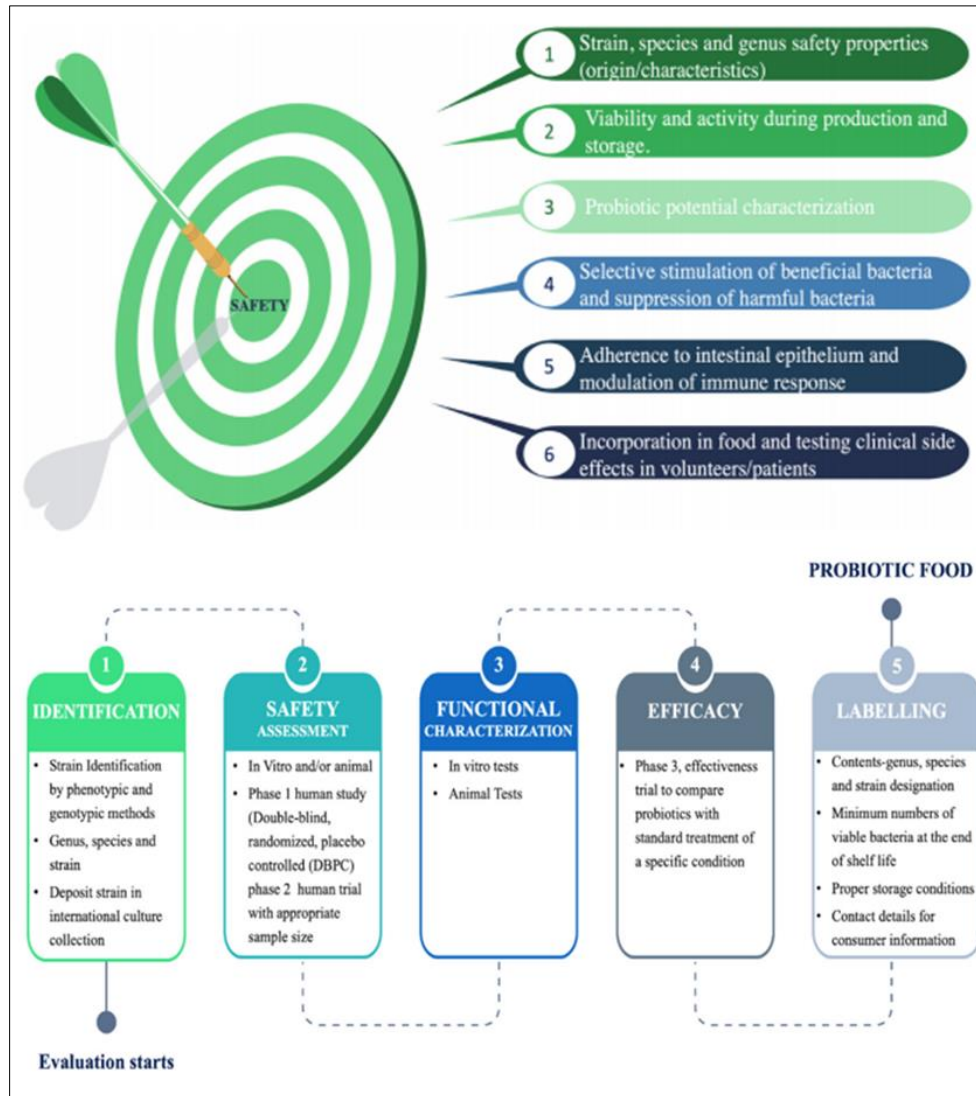 1
Strain, species and genus safety properties
(origin/characteristics)
2
Viability and activity during production and
storage.
3
Probiotic potential characterization
4
Selective stimulation of beneficial bacteria
and suppression of harmful bacteria
5
Adherence to intestinal epithelium and
modulation of immune response
6
Incorporation in food and testing clinical side
effects in volunteers/patients
SAFETY
PROBIOTIC FOOD
1
IDENTIFICATION
• Strain Identification
by phenotypic and
genotypic methods
• Genus, species and
strain
• Deposit strain in
international culture
collection
Evaluation starts
2
SAFETY
ASSESSMENT
• In Vitro and/or animal
• Phase 1 human study
(Double-blind,
randomized, placebo
controlled (DBPC)
phase 2 human trial
with appropriate
sample size
3
FUNCTIONAL
CHARACTERIZATION
• In vitro tests
• Animal Tests
4
EFFICACY
• Phase 3, effectiveness
trial to compare
probiotics with
standard treatment of
a specific condition
5
LABELLING
• Contents-genus, species
and strain designation
• Minimum numbers of
viable bacteria at the end
of shelf life
• Proper storage conditions
• Contact details for
consumer information